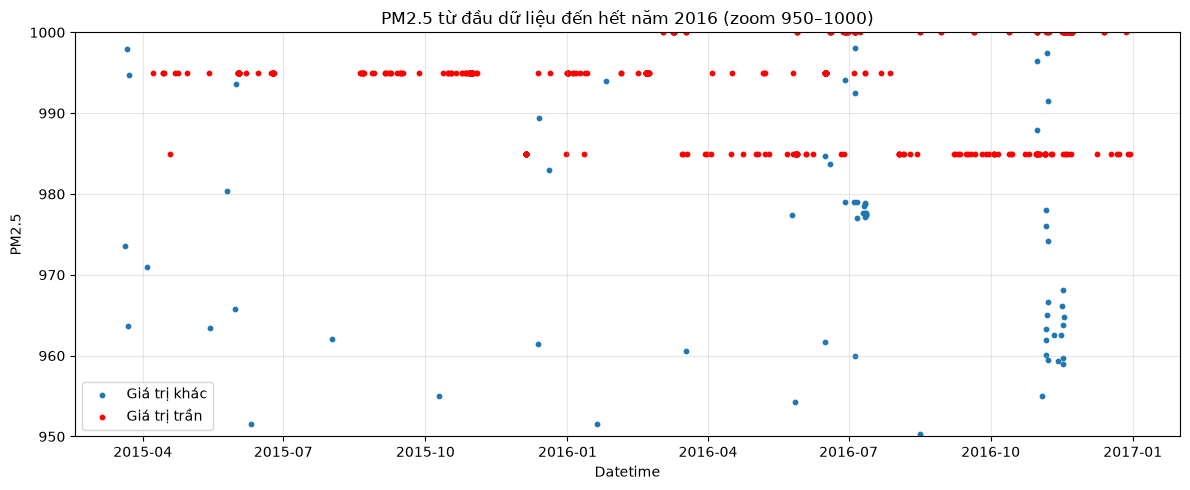 PM2.5 từ đầu dữ liệu đến hết năm 2016 (zoom 950–1000)
1000
990
980
970
960
950
PM2.5
Giá trị khác
Giá trị trần
2015-04
2015-07
2015-10
2016-01
2016-04
2016-07
2016-10
2017-01
Datetime